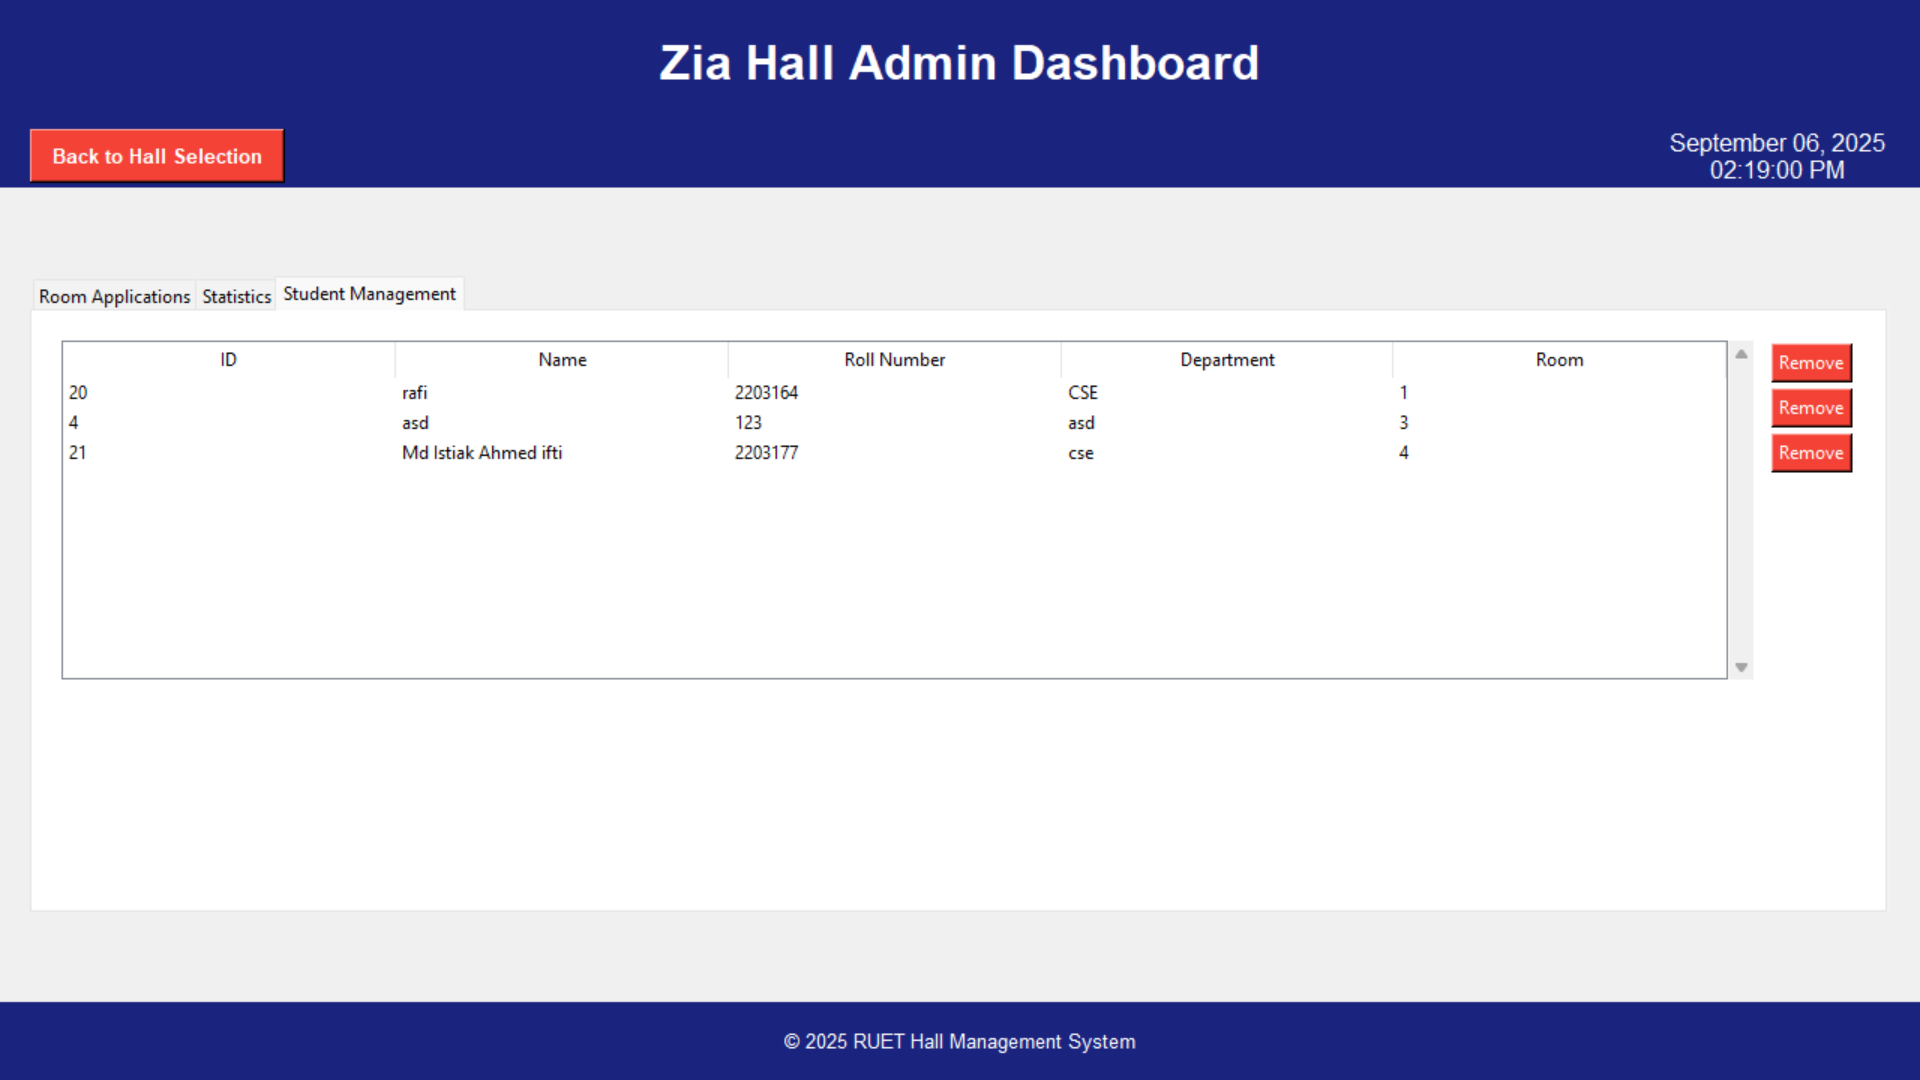 Zia Hall Admin Dashboard
Back to Hall Selection
September 06, 2025
02:19:00 PM
Room Applications Statistics Student Management
ID Name Roll Number Department Room
20 rafi 2203164 CSE 1 Remove
4 asd 123 asd 3 Remove
21 Md Istiak Ahmed ifti 2203177 cse 4 Remove
© 2025 RUET Hall Management System